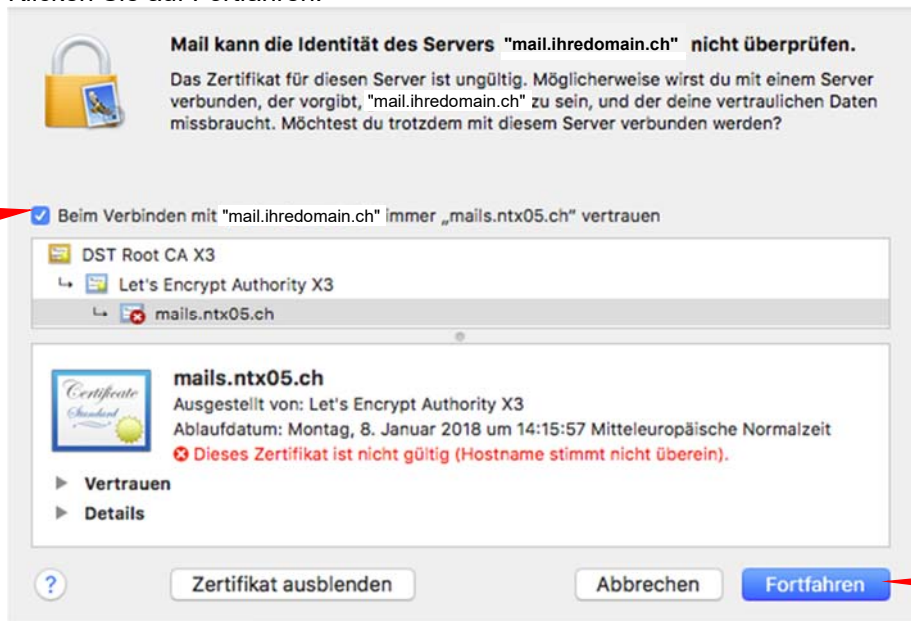 Klicken Sie auf Fortfahren.
Mail kann die Identität des Servers "mail.ihredomain.ch" nicht überprüfen.
Das Zertifikat für diesen Server ist ungültig. Möglicherweise wirst du mit einem Server
verbunden, der vorgibt, "mail.ihredomain.ch" zu sein, und der deine vertraulichen Daten
missbraucht. Möchtest du trotzdem mit diesem Server verbunden werden?
Beim Verbinden mit "mail.ihredomain.ch" immer „mails.ntx05.ch“ vertrauen
DST Root CA X3
Let's Encrypt Authority X3
mails.ntx05.ch
Certificate
Standard
mails.ntx05.ch
Ausgestellt von: Let's Encrypt Authority X3
Ablaufdatum: Montag, 8. Januar 2018 um 14:15:57 Mitteleuropäische Normalzeit
Dieses Zertifikat ist nicht gültig (Hostname stimmt nicht überein).
Vertrauen
Details
? Zertifikat ausblenden Abbrechen Fortfahren